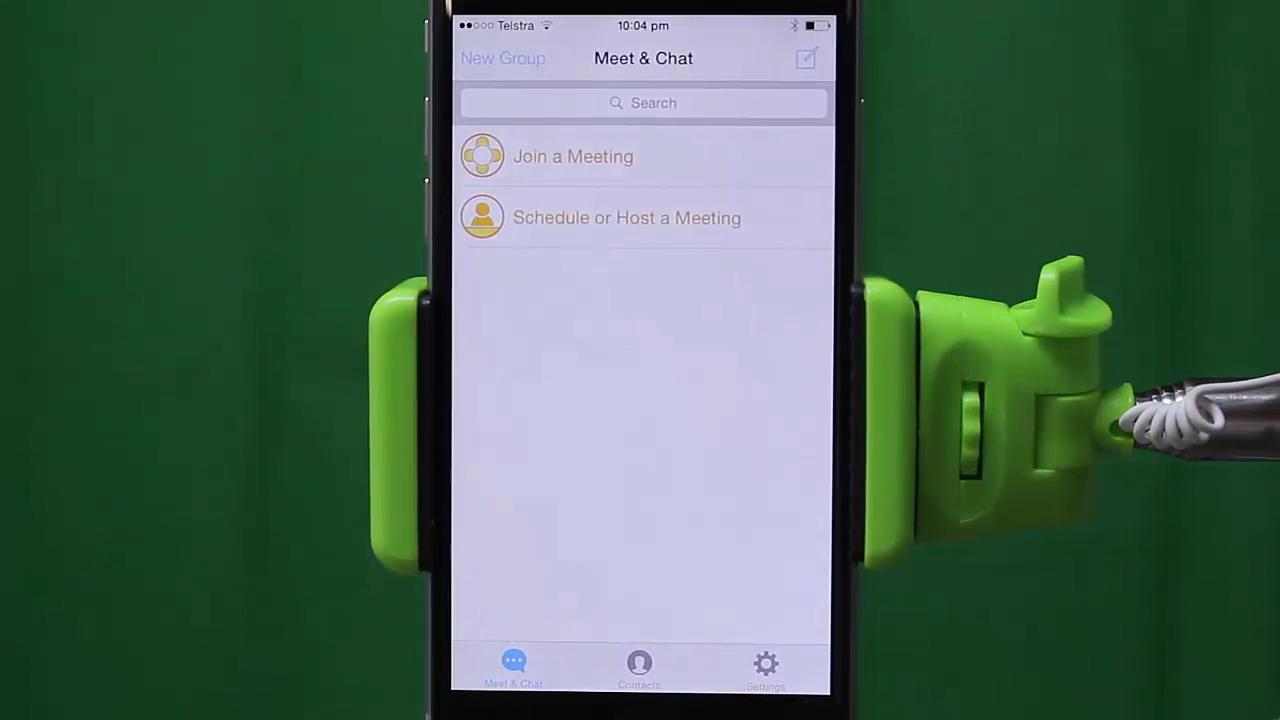 Telstra 10:04 pm
New Group Meet & Chat
Search
Join a Meeting
Schedule or Host a Meeting
Meet & Chat Contacts Settings